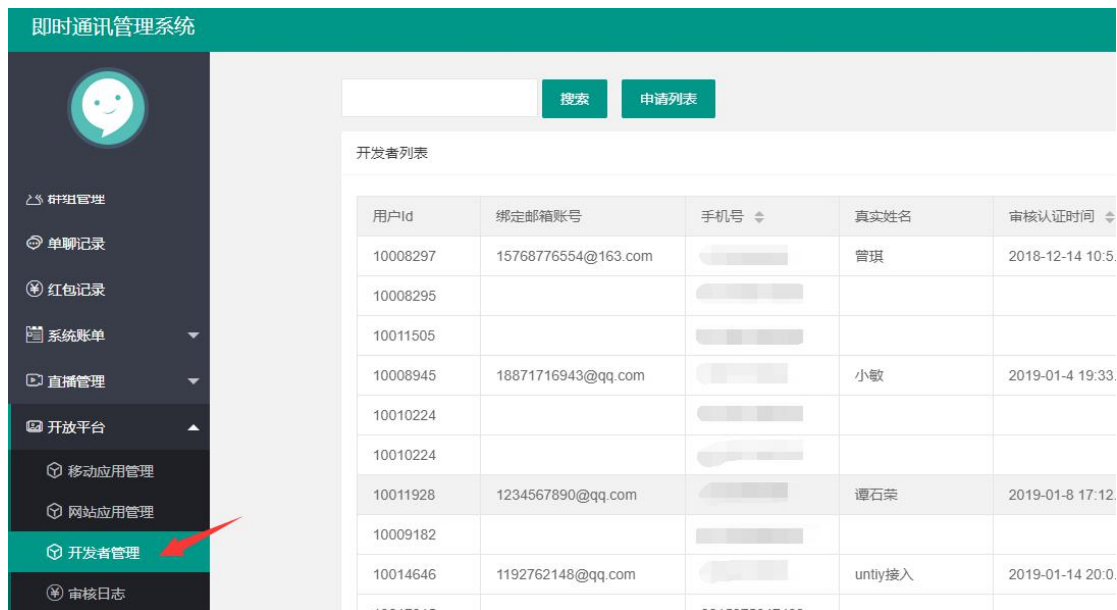 即时通讯管理系统
搜索 申请列表
开发者列表
群组管理
单聊记录
红包记录
系统账单
直播管理
开放平台
移动应用管理
网站应用管理
开发者管理
审核日志
用户Id 绑定邮箱账号 手机号 真实姓名 审核认证时间
10008297 15768776554@163.com 曾琪 2018-12-14 10:5.
10008295
10011505
10008945 18871716943@qq.com 小敏 2019-01-4 19:33.
10010224
10010224
10011928 1234567890@qq.com 谭石荣 2019-01-8 17:12.
10009182
10014646 1192762148@qq.com untiy接入 2019-01-14 20:0.